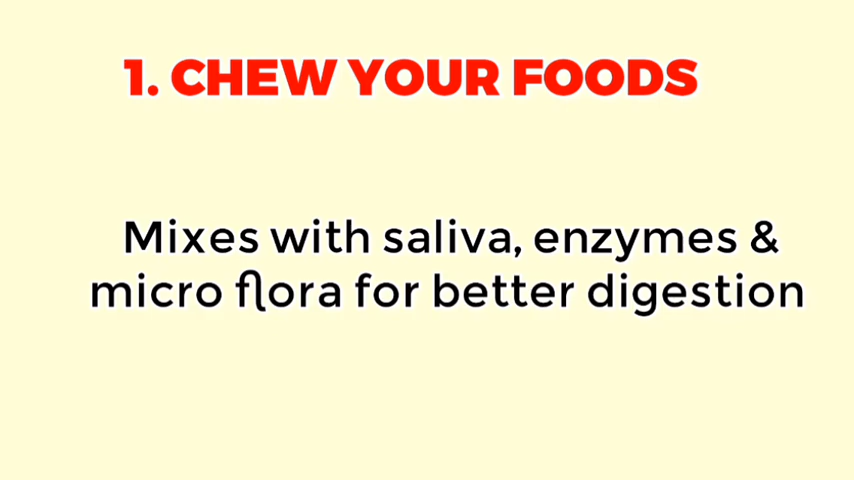 1. CHEW YOUR FOODS
Mixes with saliva, enzymes &
micro flora for better digestion